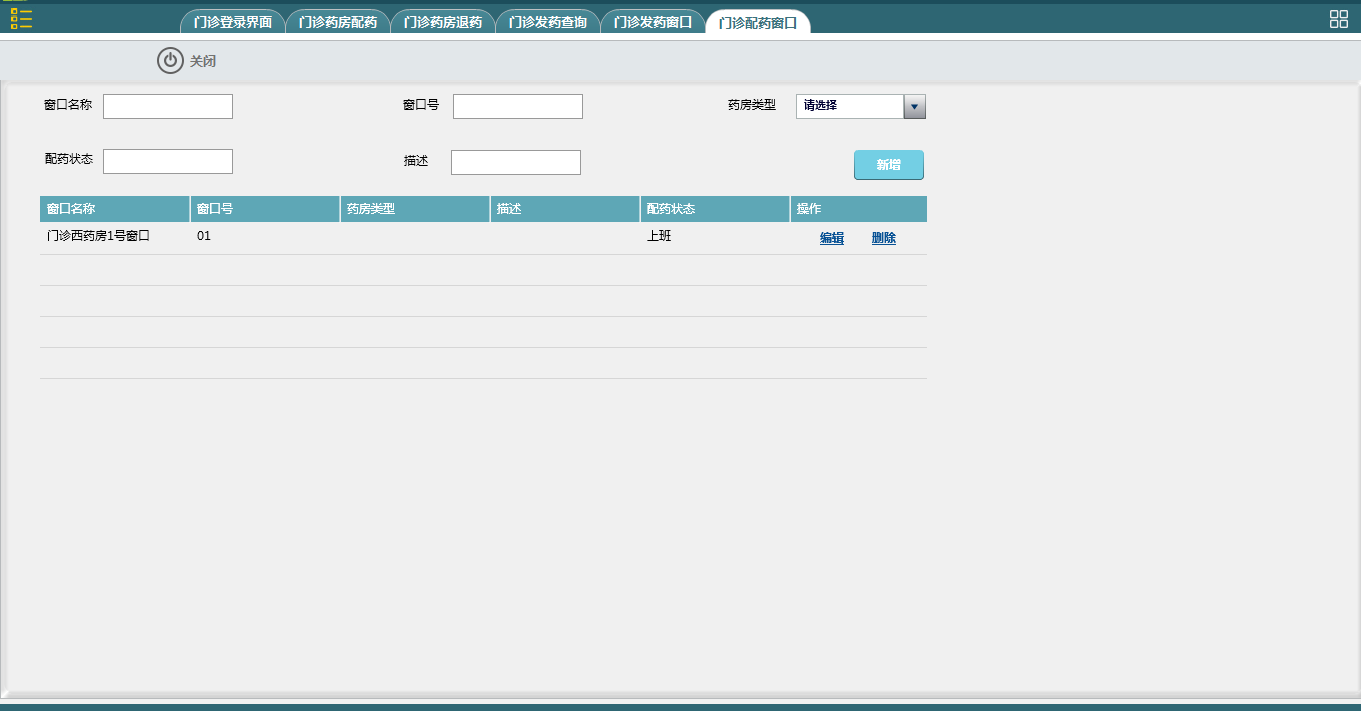 门诊登录界面 门诊药房配药 门诊药房退药 门诊发药查询 门诊发药窗口 门诊配药窗口
关闭
窗口名称 窗口号 药房类型 请选择
配药状态 描述 新增
窗口名称 窗口号 药房类型 描述 配药状态 操作
门诊西药房1号窗口 01 上班 编辑 删除